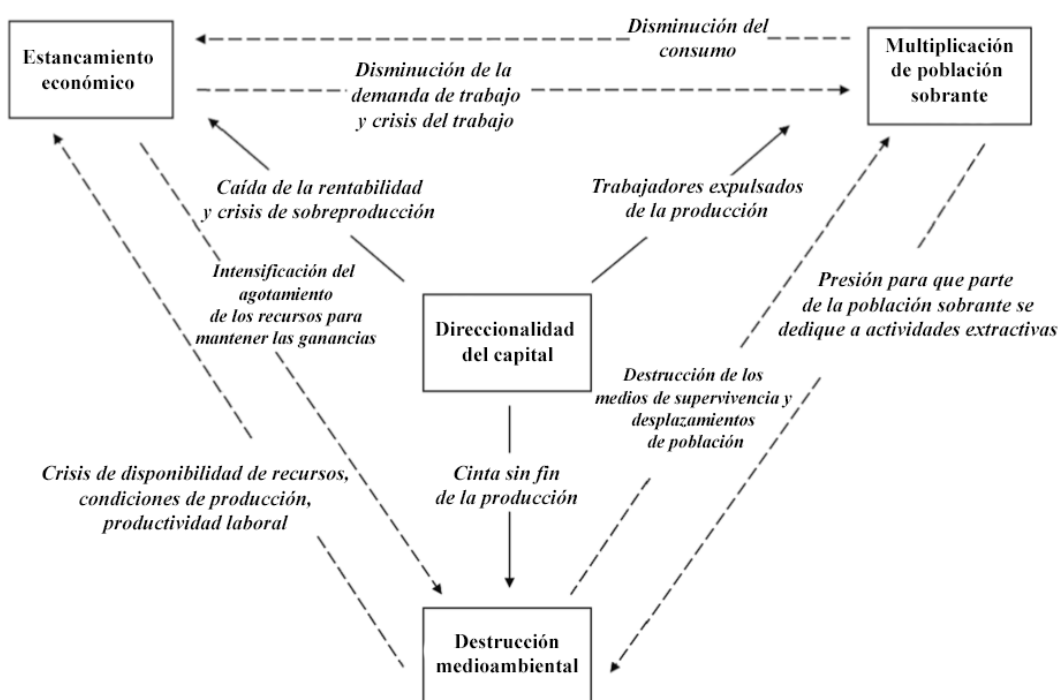 Disminución del
consumo
Estancamiento
económico
Multiplicación
de población
sobrante
Disminución de la
demanda de trabajo
y crisis del trabajo
Caída de la rentabilidad
y crisis de sobreproducción
Trabajadores expulsados
de la producción
Intensificación del
agotamiento
de los recursos para
mantener las ganancias
Direccionalidad
del capital
Presión para que parte
de la población sobrante se
dedique a actividades extractivas
Destrucción de los
medios de supervivencia y
desplazamientos
de población
Crisis de disponibilidad de recursos,
condiciones de producción,
productividad laboral
Cinta sin fin
de la producción
Destrucción
medioambiental